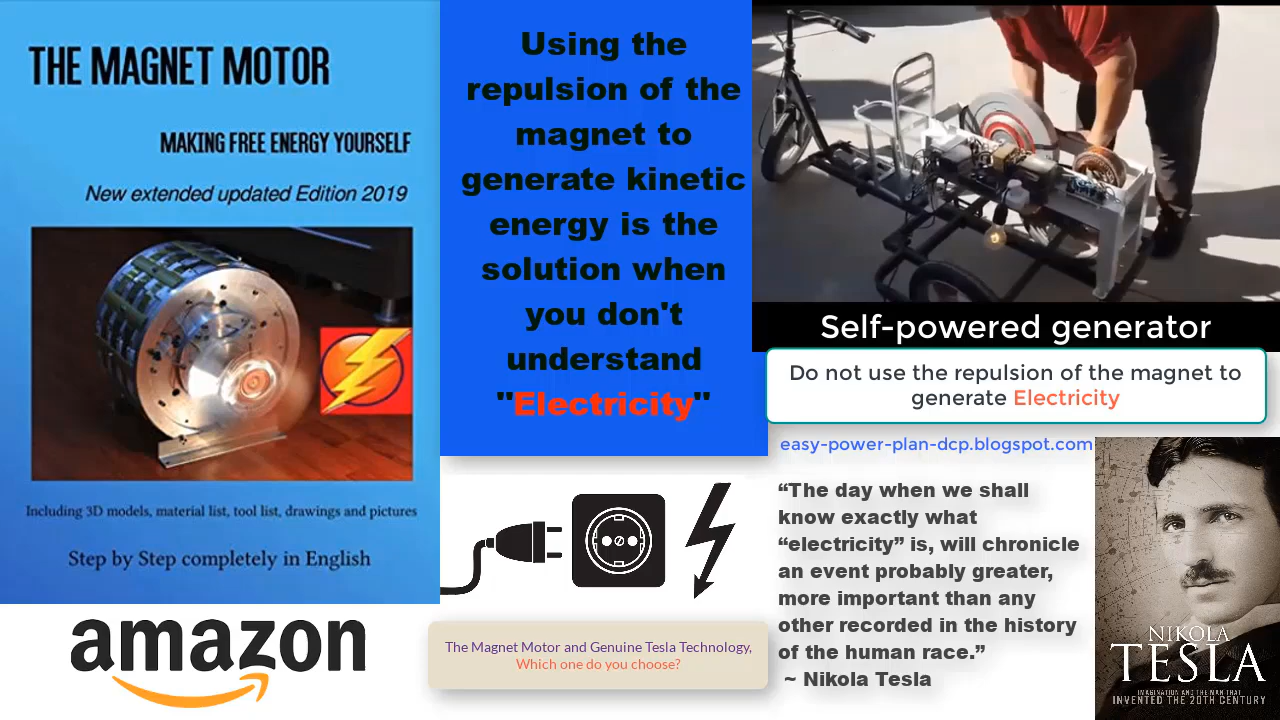 THE MAGNET MOTOR
MAKING FREE ENERGY YOURSELF
New extended updated Edition 2019
Including 3D models, material list, tool list, drawings and pictures
Step by Step completely in English
amazon
Using the
repulsion of the
magnet to
generate kinetic
energy is the
solution when
you don't
understand
"Electricity"
The Magnet Motor and Genuine Tesla Technology,
Which one do you choose?
Self-powered generator
Do not use the repulsion of the magnet to
generate Electricity
easy-power-plan-dcp.blogspot.com
“The day when we shall
know exactly what
“electricity” is, will chronicle
an event probably greater,
more important than any
other recorded in the history
of the human race.”
~ Nikola Tesla
NIKOLA
TESLA
IMAGINATION AND THE MAN THAT
INVENTED THE 20TH CENTURY